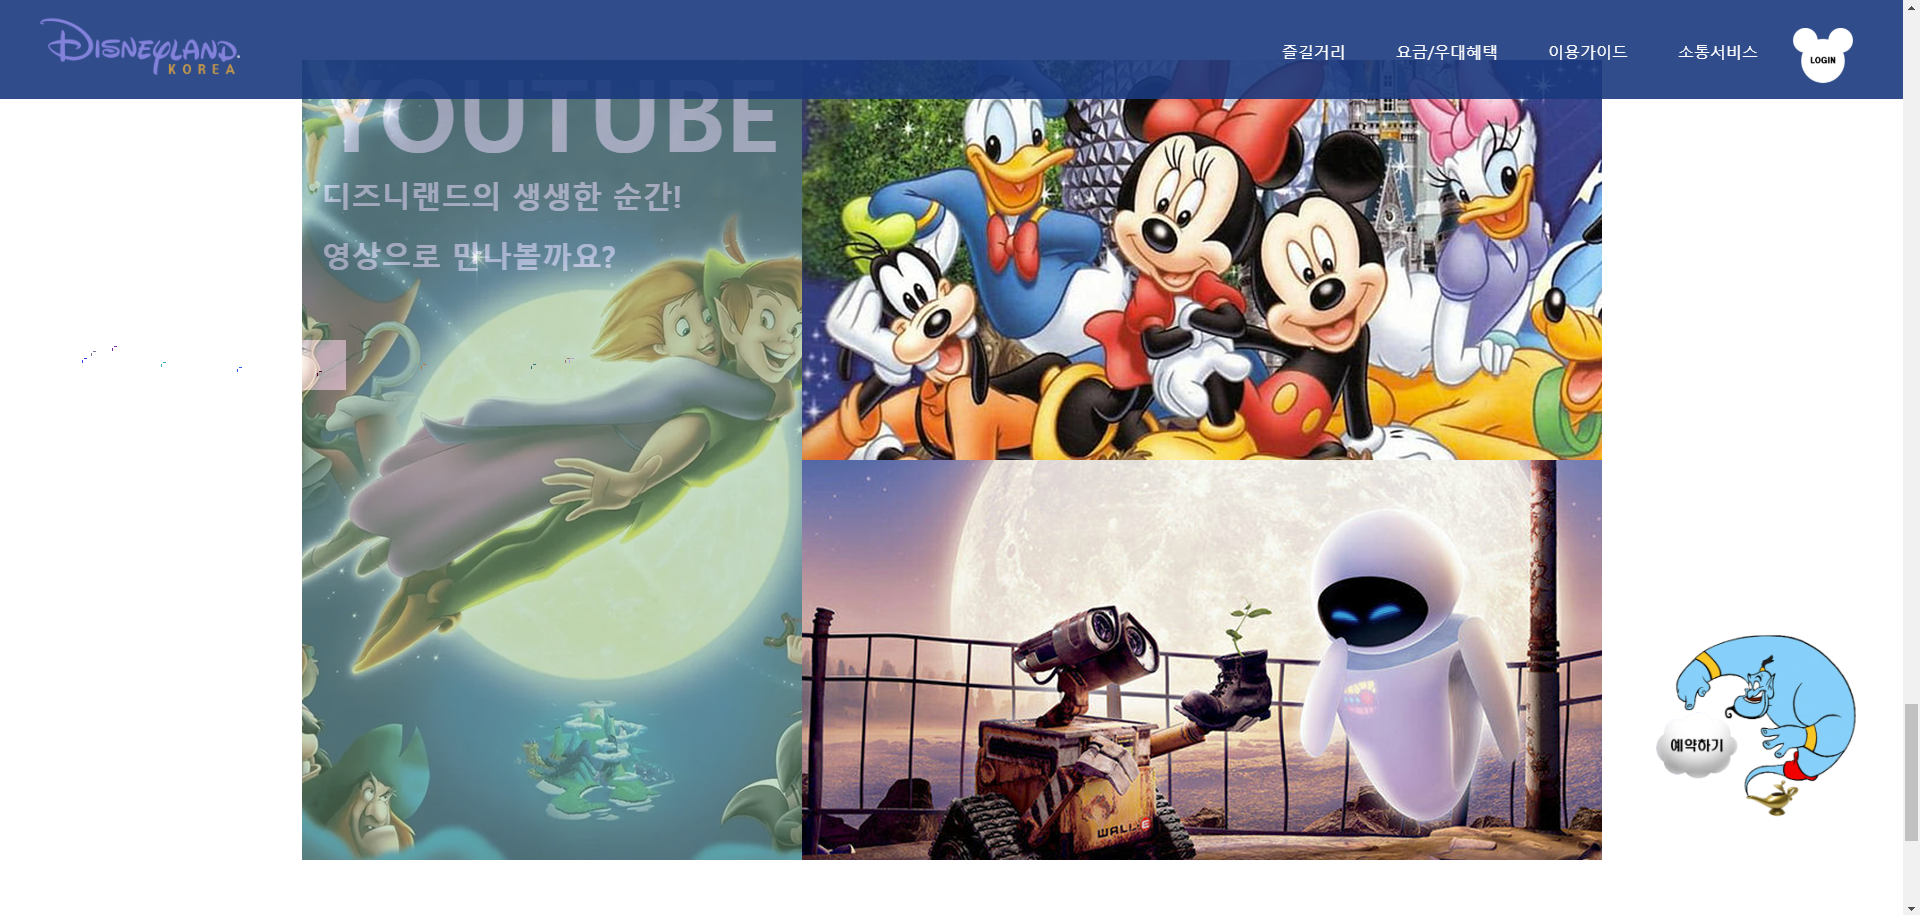 DISNEYLAND.
KOREA
즐길거리
요금/우대혜택
이용가이드
소통서비스
LOGIN
YOUTUBE
디즈니랜드의 생생한 순간!
영상으로 만나볼까요?
예약하기
WALL·E